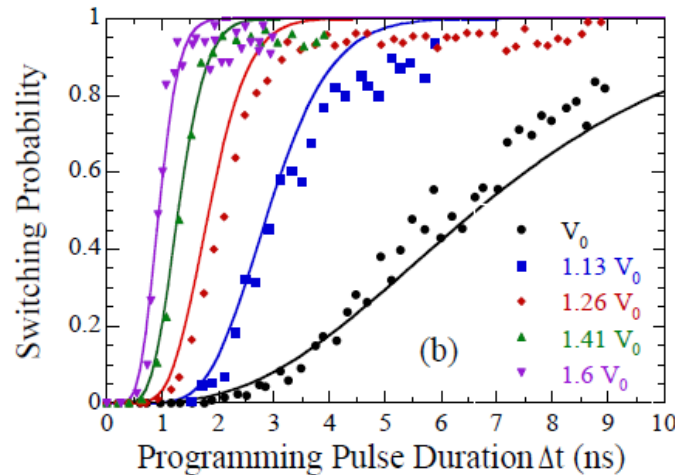 1
0.8
0.6
0.4
0.2
0
Switching Probability
V0
1.13 V0
1.26 V0
1.41 V0
1.6 V0
(b)
0 1 2 3 4 5 6 7 8 9 10
Programming Pulse Duration Δt (ns)